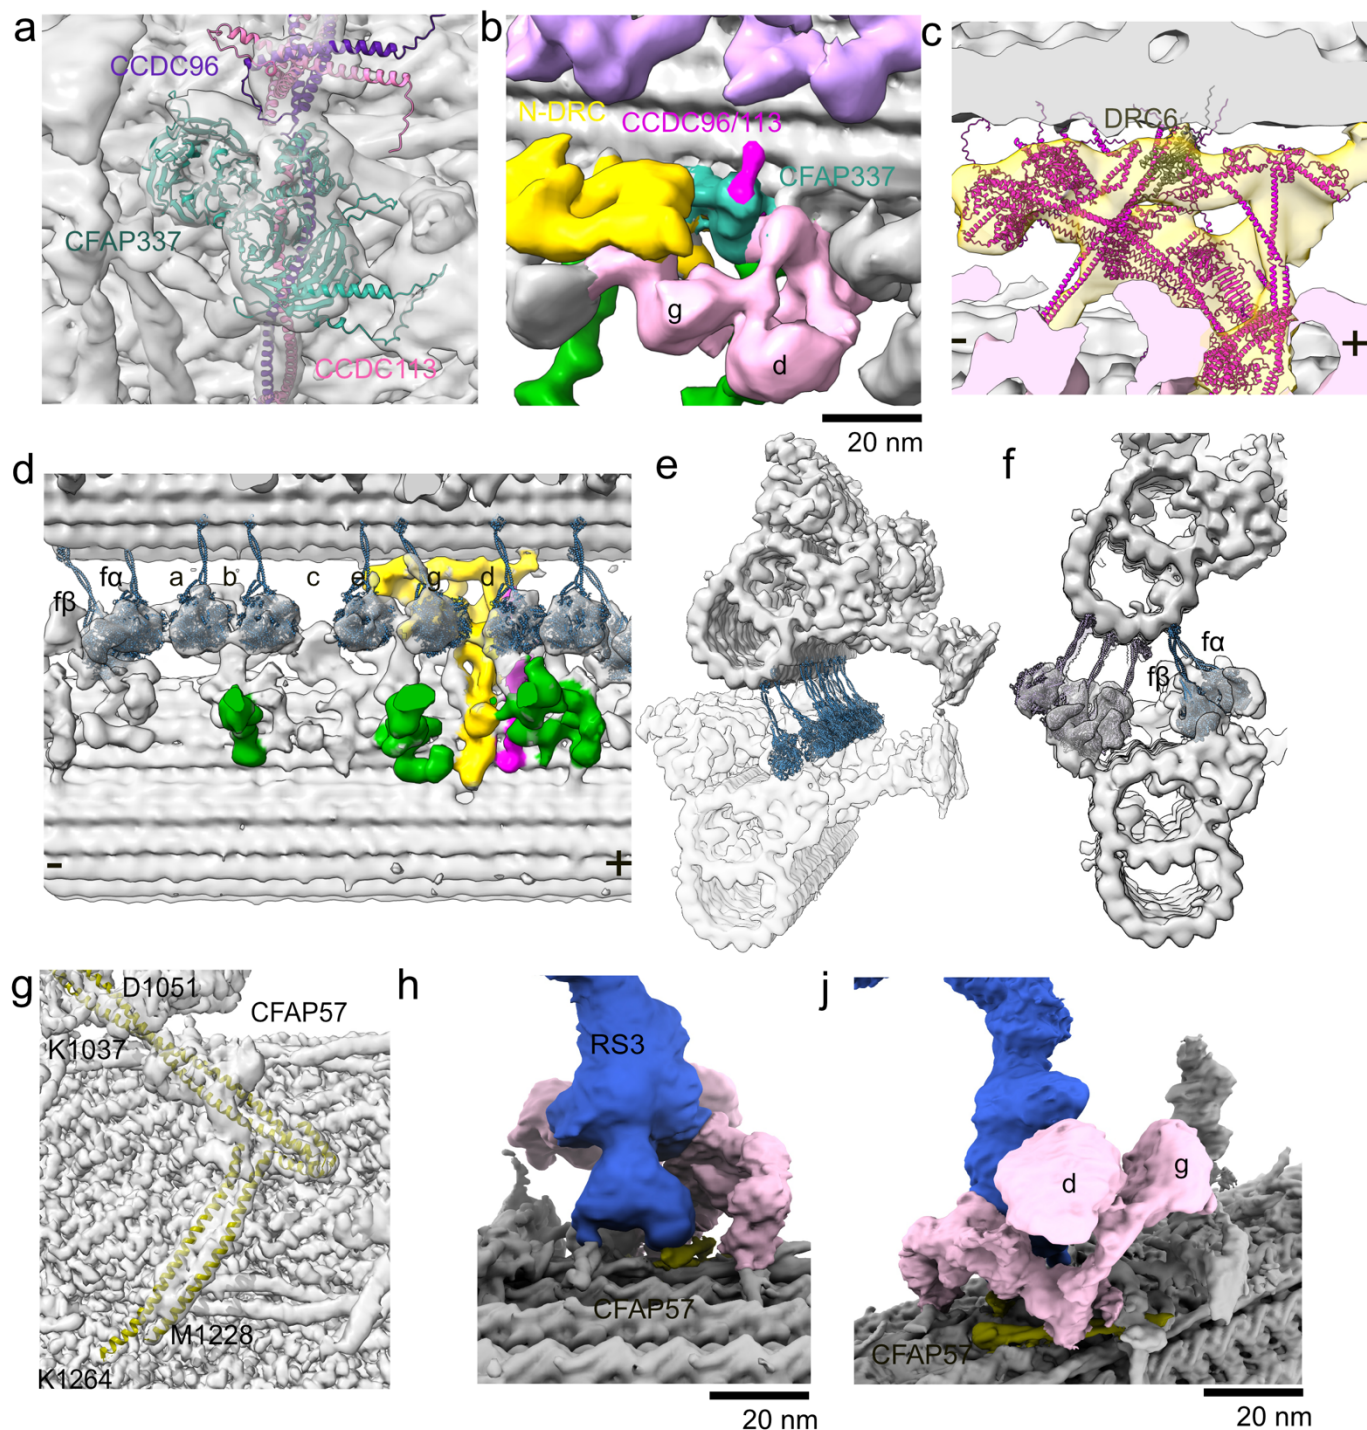 a
CCDC96
CFAP337
CCDC113
b
N-DRC
CCDC96/113
CFAP337
g
d
20 nm
c
DRC6
-
+
d
fβ
fα
a
b
c
e
g
d
-
+
e
f
fα
fβ
g
D1051
CFAP57
K1037
M1228
K1264
h
RS3
CFAP57
20 nm
j
d
g
CFAP57
20 nm